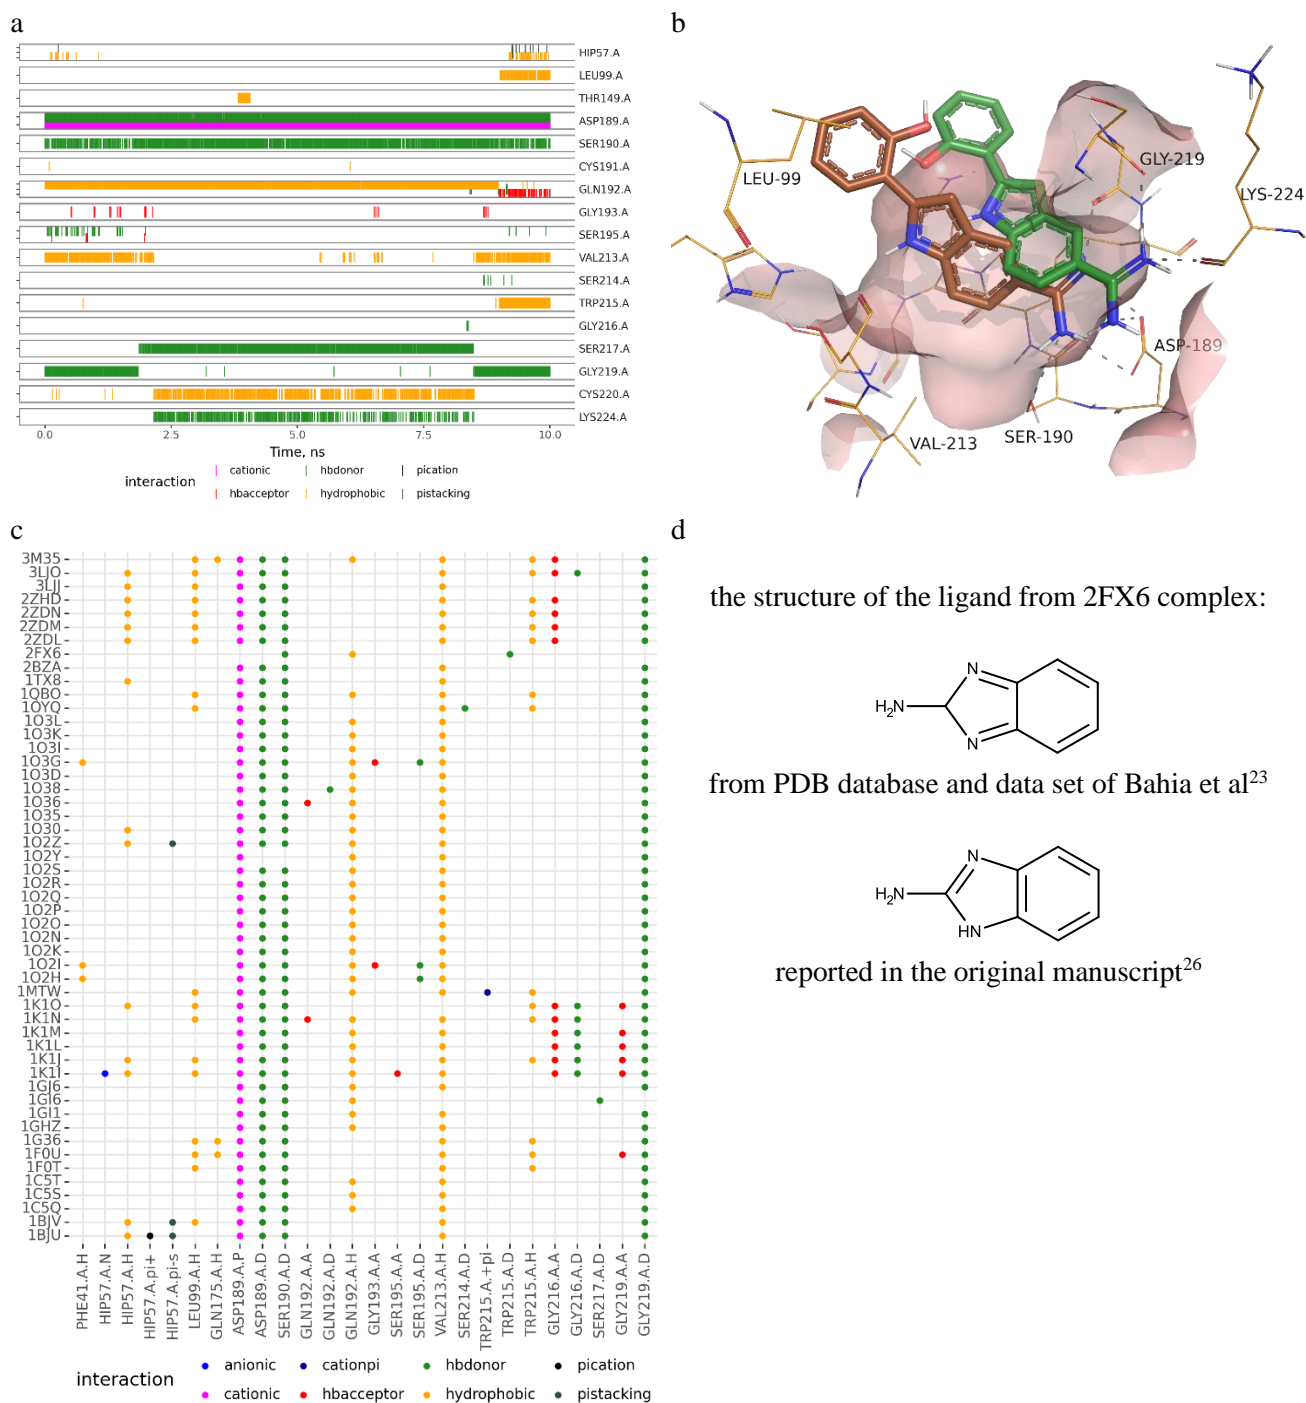 a
HIP57.A
LEU99.A
THR149.A
ASP189.A
SER190.A
CYS191.A
GLN192.A
GLY193.A
SER195.A
VAL213.A
SER214.A
TRP215.A
GLY216.A
SER217.A
GLY219.A
CYS220.A
LYS224.A
0.0 2.5 5.0 7.5 10.0
Time, ns
interaction
cationic hbdonor pication
hbacceptor hydrophobic pistacking
b
GLY-219
LEU-99
LYS-224
ASP-189
VAL-213
SER-190
c
3M35
3LJO
3LJJ
2ZHD
2ZDN
2ZDM
2ZDL
2FX6
2BZA
1TX8
1QBO
1OYQ
1O3L
1O3K
1O3I
1O3G
1O3D
1O38
1O36
1O35
1O30
1O2Z
1O2Y
1O2S
1O2R
1O2Q
1O2P
1O2O
1O2N
1O2K
1O2I
1O2H
1MTW
1K1O
1K1N
1K1M
1K1L
1K1J
1K1I
1GJ6
1GI6
1GI1
1GHZ
1G36
1F0U
1F0T
1C5T
1C5S
1C5Q
1BJV
1BJU
PHE41.A.H
HIP57.A.N
HIP57.A.H
HIP57.A.pi+
HIP57.A.pi-s
LEU99.A.H
GLN175.A.H
ASP189.A.P
ASP189.A.D
SER190.A.D
GLN192.A.A
GLN192.A.D
GLN192.A.H
GLY193.A.A
SER195.A.A
SER195.A.D
VAL213.A.H
SER214.A.D
TRP215.A.+pi
TRP215.A.D
TRP215.A.H
GLY216.A.A
GLY216.A.D
SER217.A.D
GLY219.A.A
GLY219.A.D
interaction
anionic cationpi hbdonor pication
cationic hbacceptor hydrophobic pistacking
d
the structure of the ligand from 2FX6 complex:
N
H2N
N
from PDB database and data set of Bahia et al23
N
H2N
HN
reported in the original manuscript26